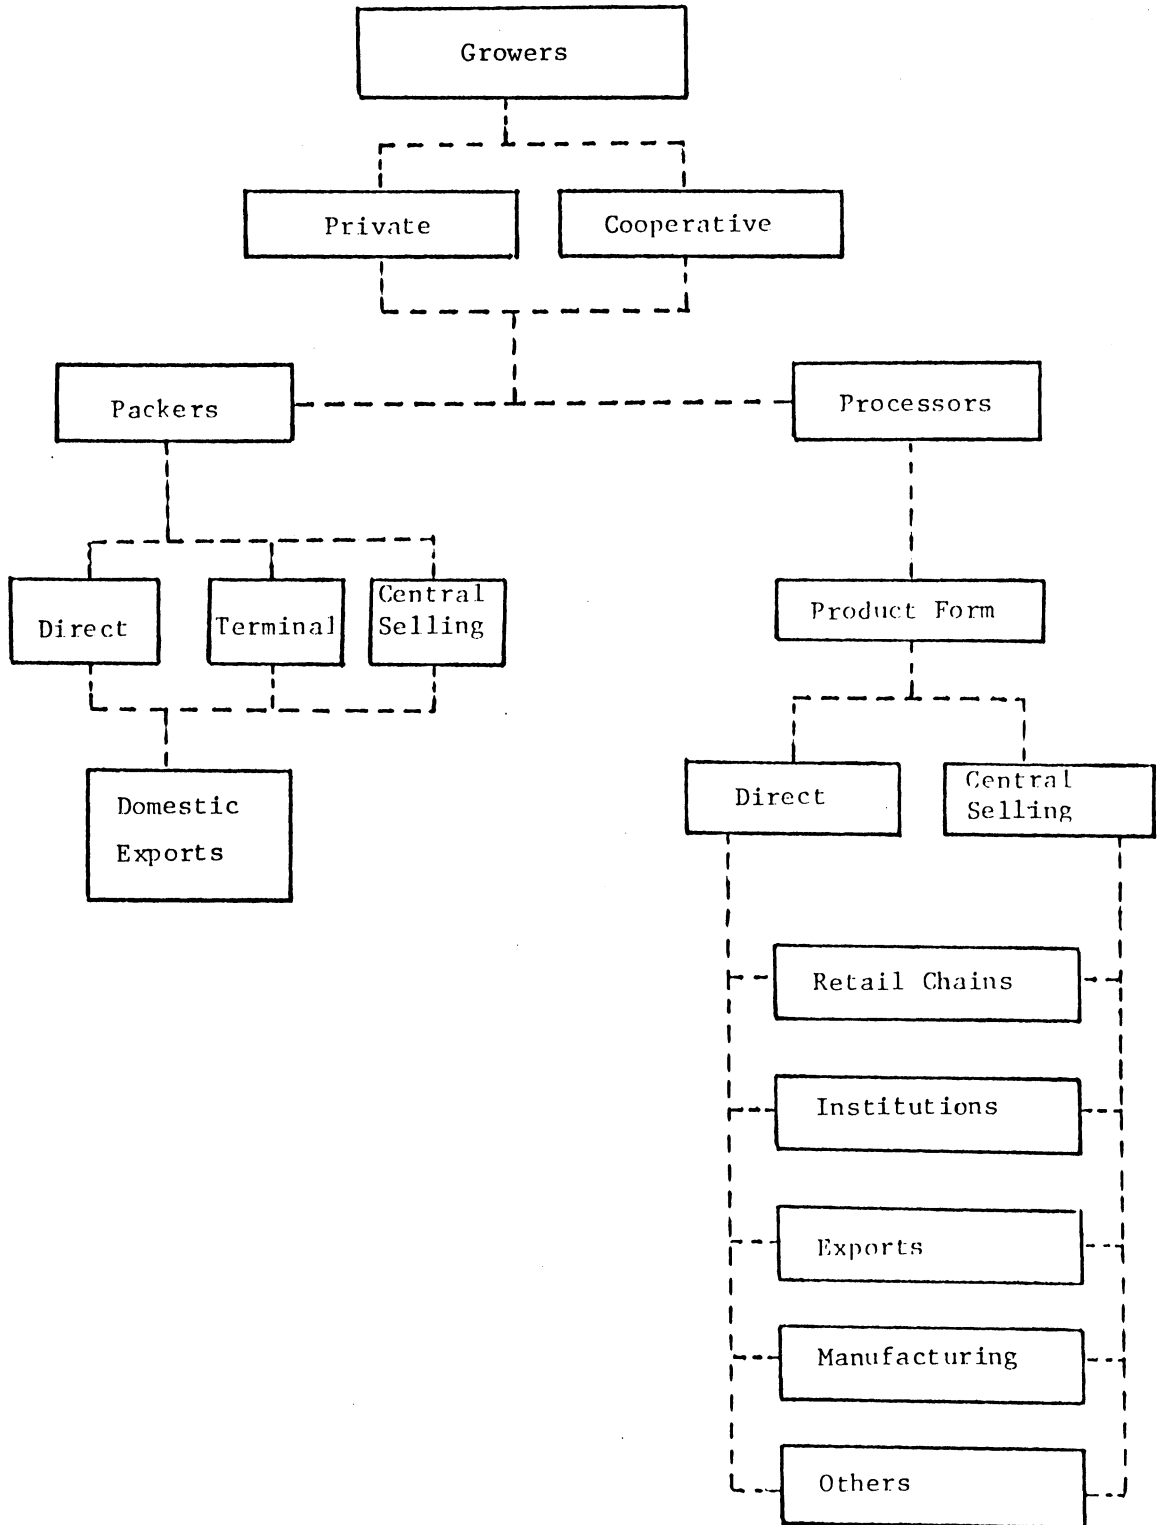 Growers
Private
Cooperative
Packers
Processors
Direct
Terminal
Central
Selling
Product Form
Domestic
Exports
Direct
Central
Selling
Retail Chains
Institutions
Exports
Manufacturing
Others